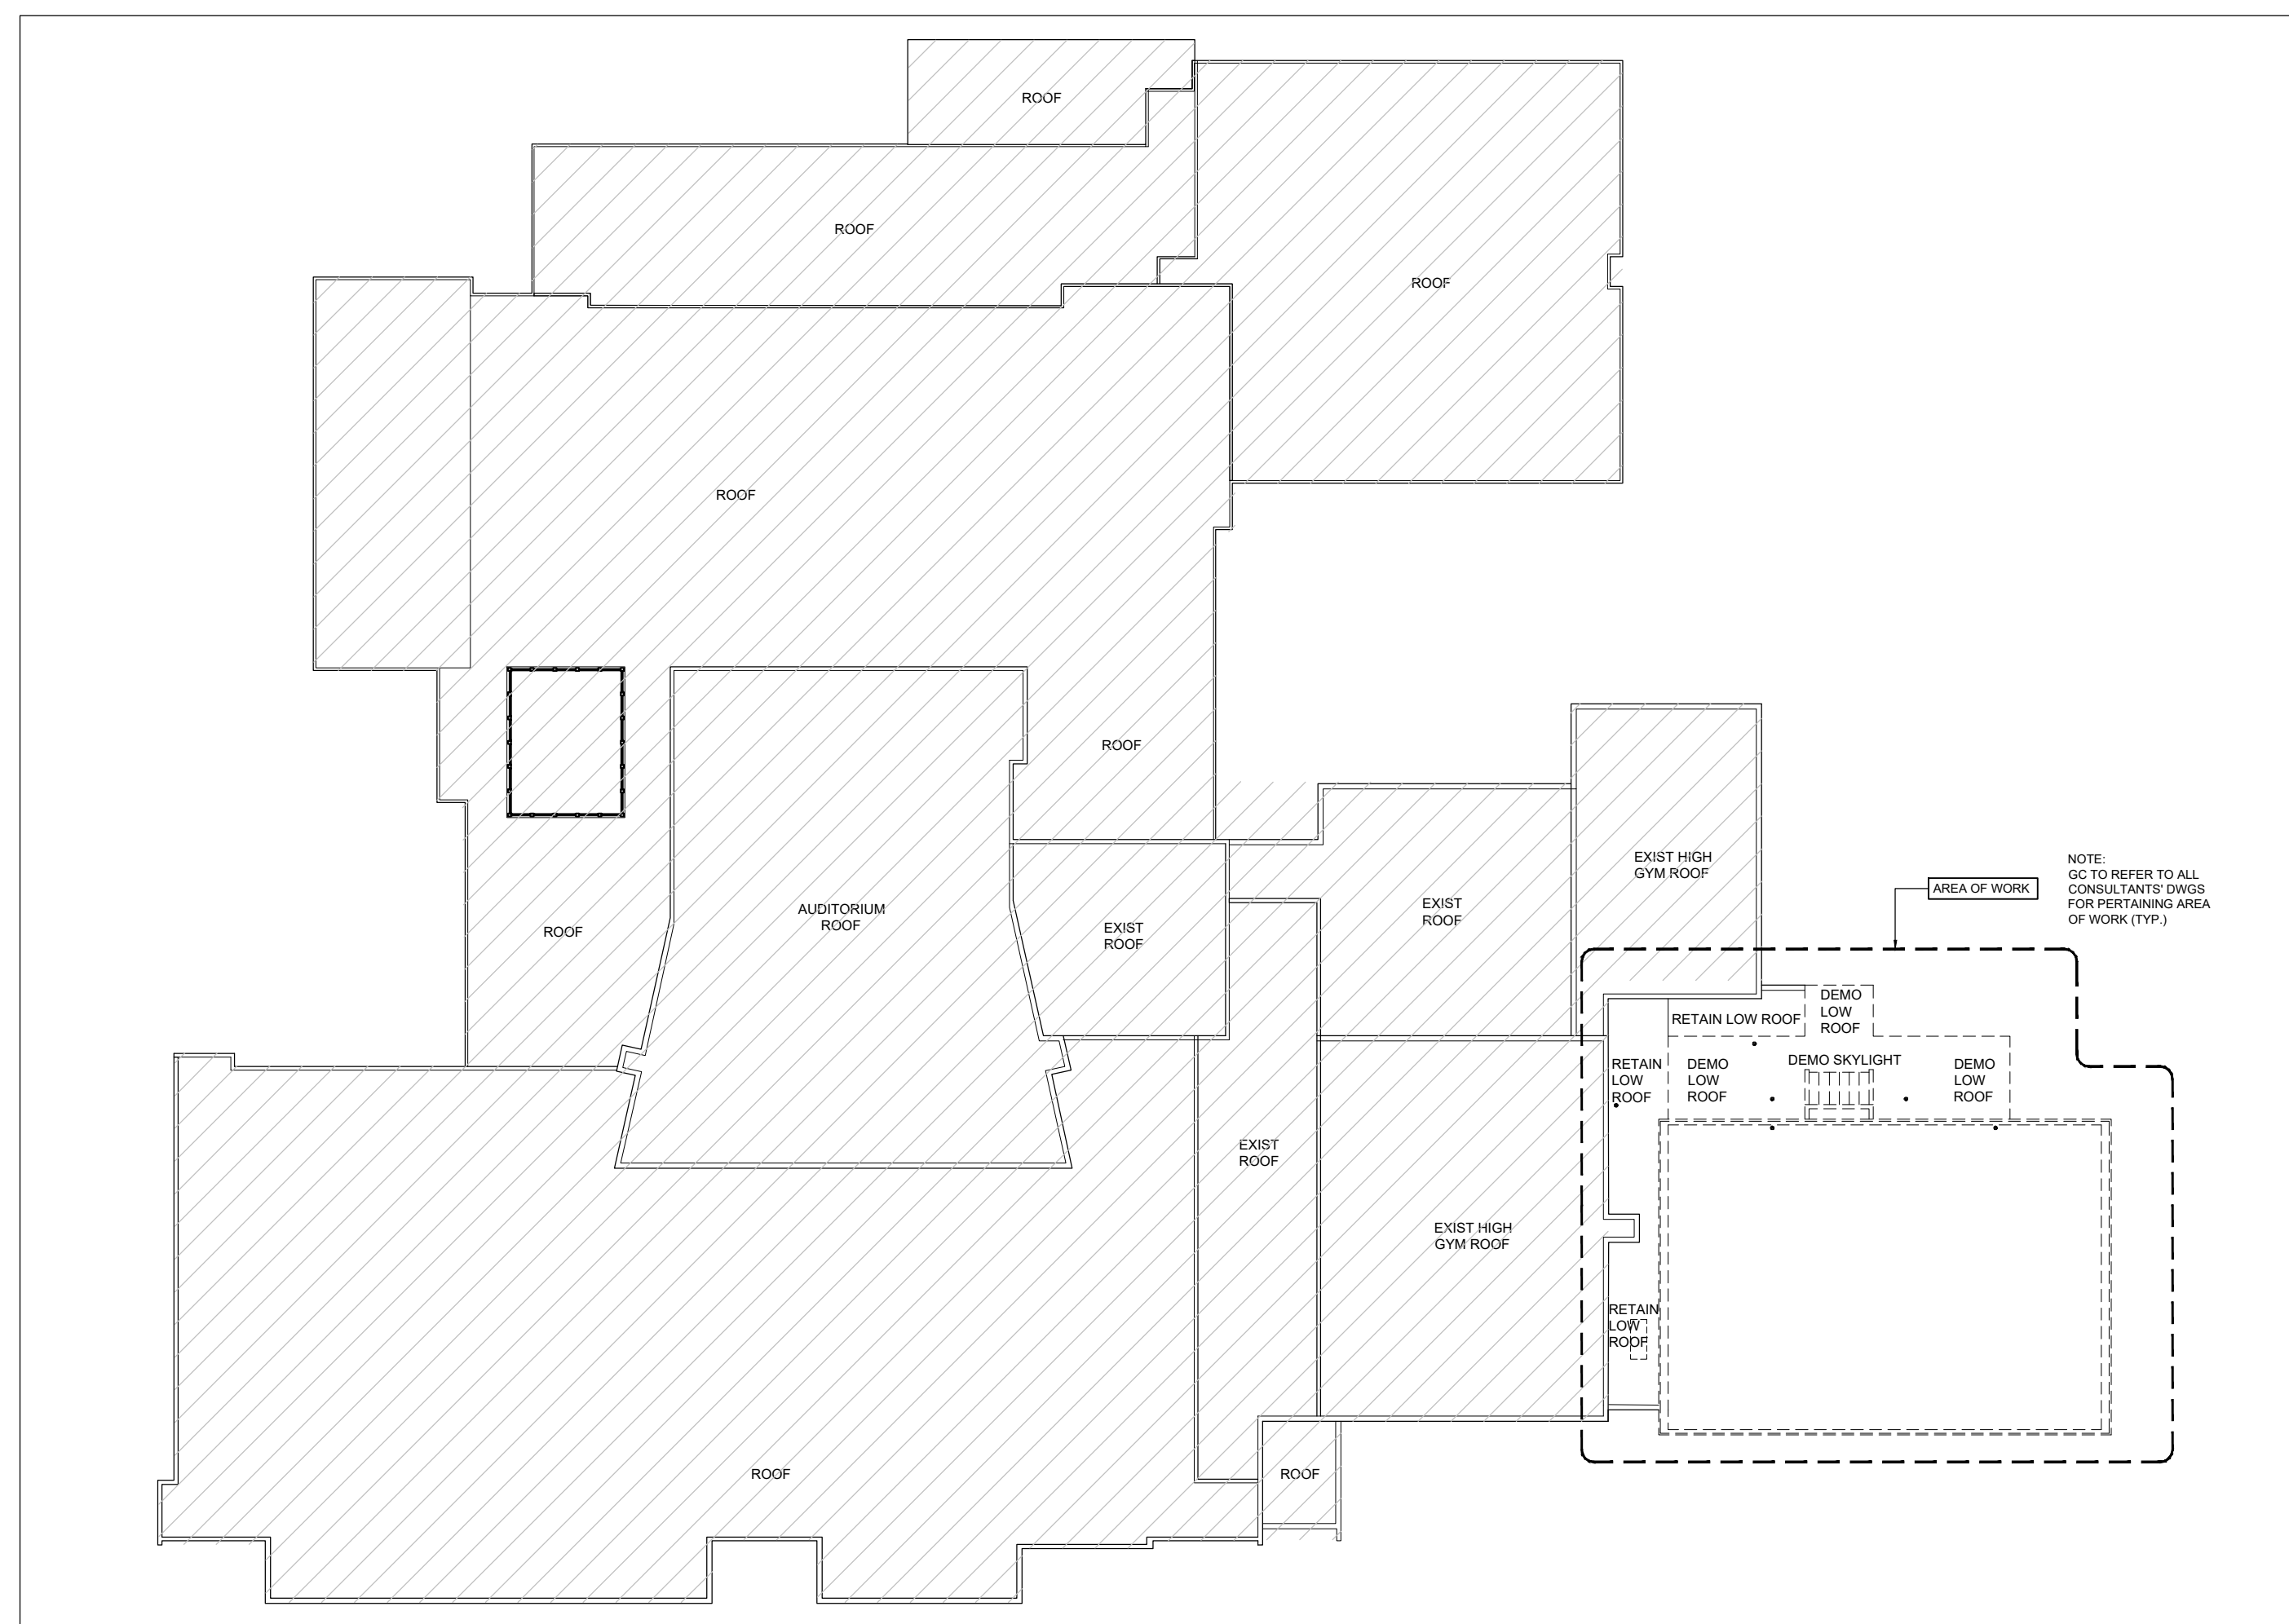 ROOF
ROOF
ROOF
ROOF
ROOF
EXIST HIGH
GYM ROOF
NOTE:
GC TO REFER TO ALL
CONSULTANTS' DWGS
FOR PERTAINING AREA
OF WORK (TYP.)
AREA OF WORK
AUDITORIUM
ROOF
EXIST
ROOF
ROOF
EXIST
ROOF
DEMO
LOW
ROOF
RETAIN LOW ROOF
RETAIN
LOW
ROOF
DEMO
LOW
ROOF
DEMO SKYLIGHT
DEMO
LOW
ROOF
EXIST
ROOF
EXIST HIGH
GYM ROOF
RETAIN
LOW
ROOF
ROOF
ROOF